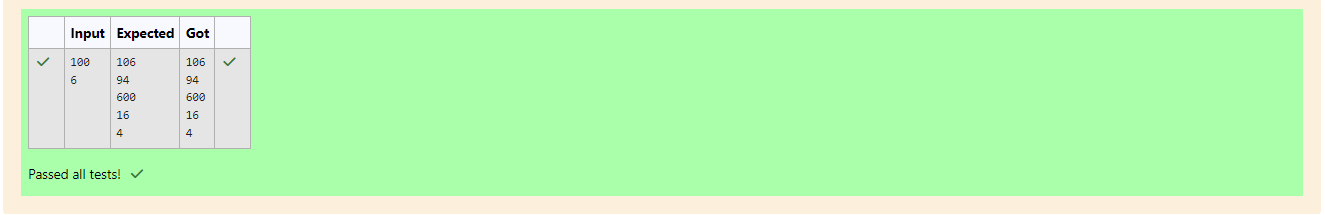 Input Expected Got
100 106 106
6 94 94
600 600
16 16
4 4
Passed all tests!